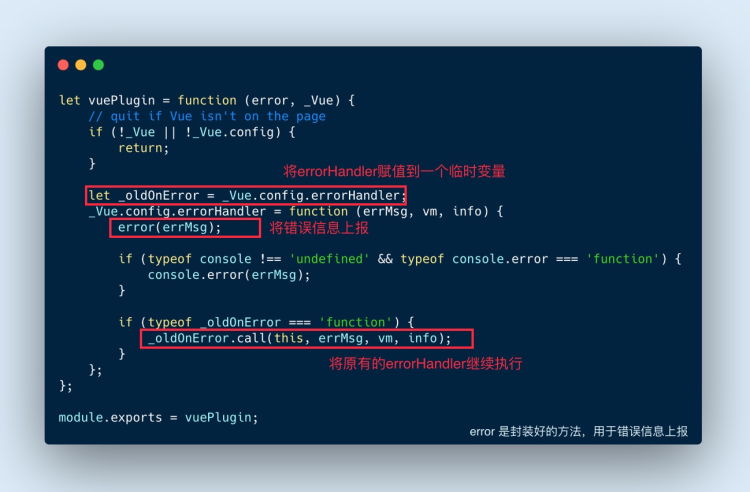 let vuePlugin = function (error, _Vue) {
// quit if Vue isn't on the page
if (!_Vue || !_Vue.config) {
return;
}
将errorHandler赋值到一个临时变量
let _oldOnError = _Vue.config.errorHandler;
_Vue.config.errorHandler = function (errMsg, vm, info) {
error(errMsg); 将错误信息上报
if (typeof console !== 'undefined' && typeof console.error === 'function') {
console.error(errMsg);
}
if (typeof _oldOnError === 'function') {
_oldOnError.call(this, errMsg, vm, info);
}
将原有的errorHandler继续执行
};
};
module.exports = vuePlugin;
error 是封装好的方法，用于错误信息上报